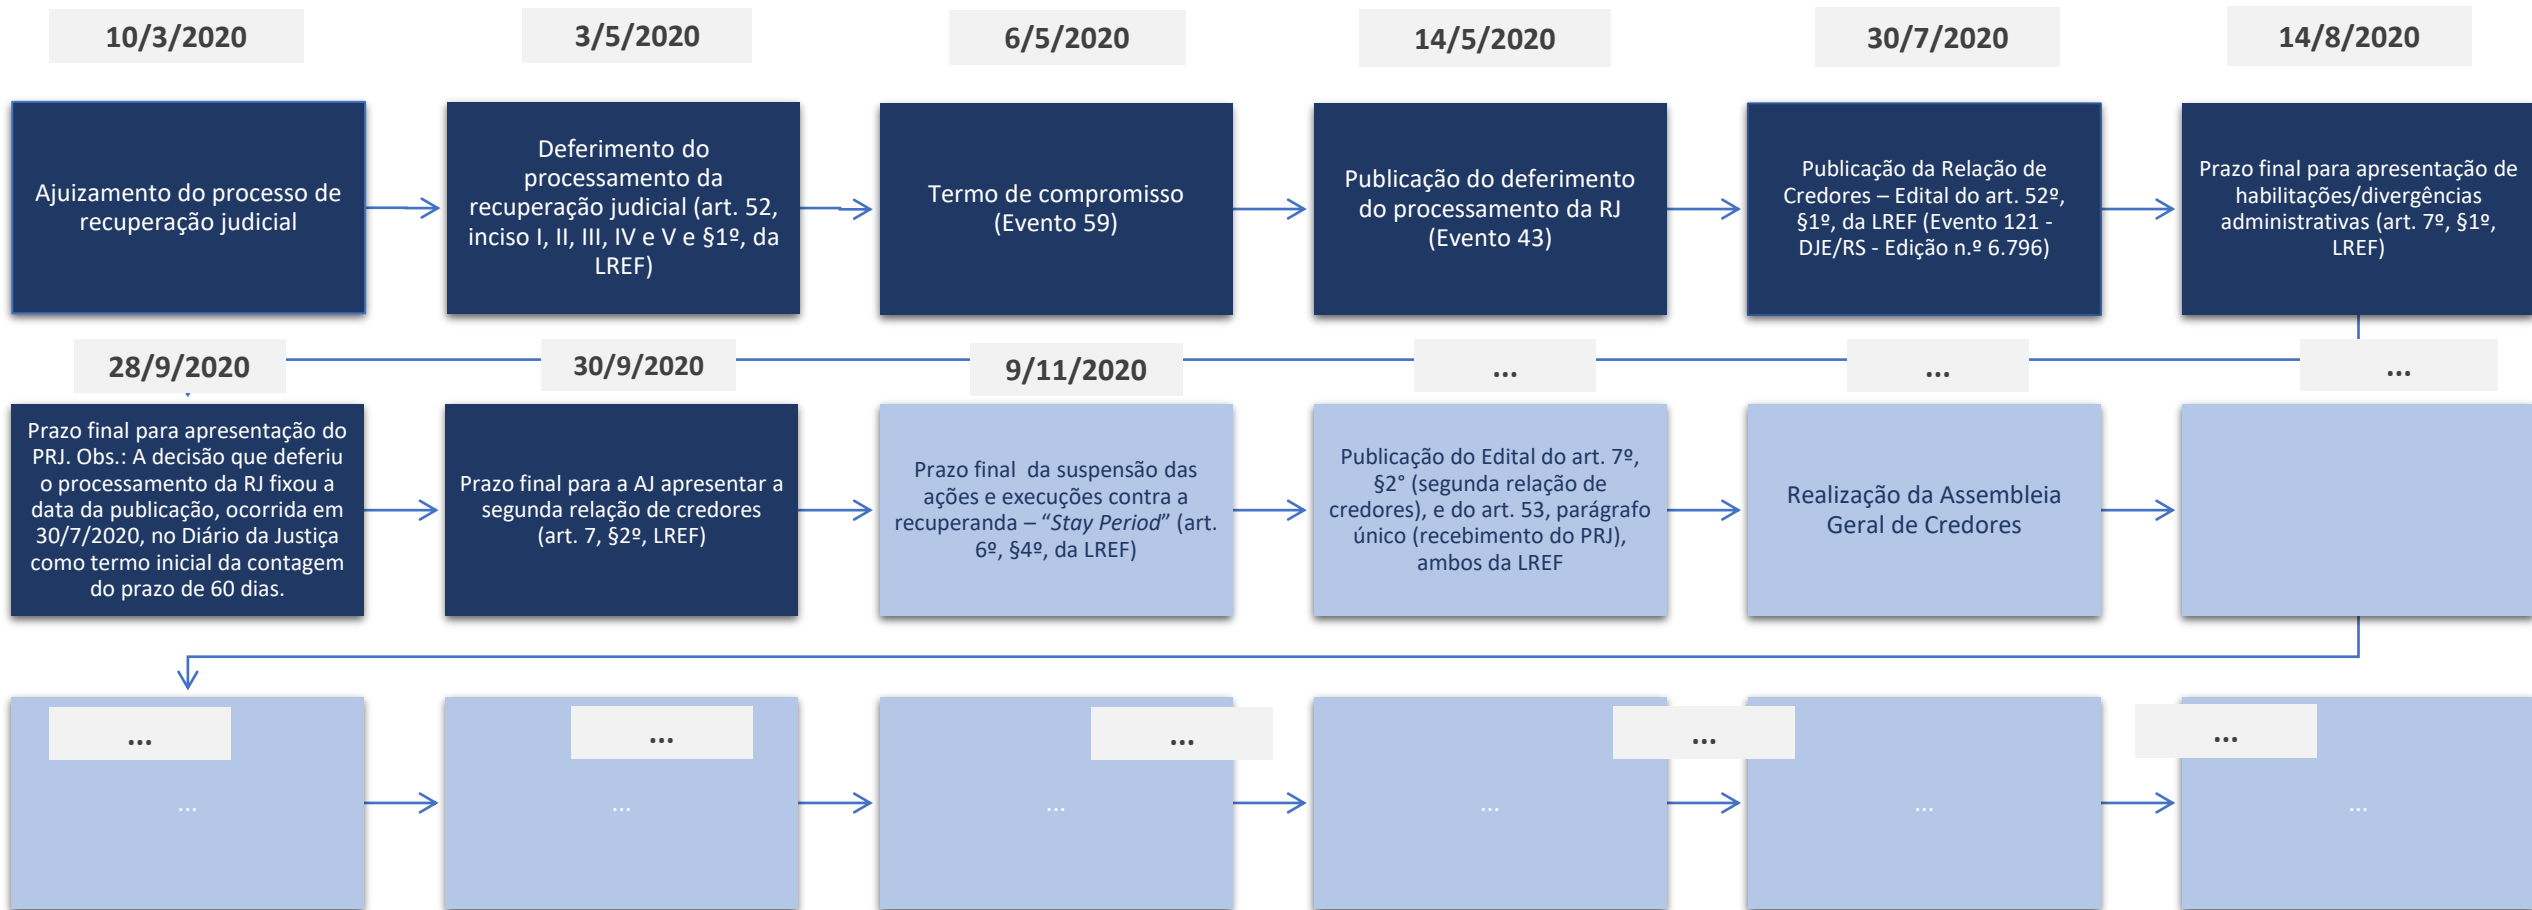 10/3/2020
3/5/2020
6/5/2020
14/5/2020
30/7/2020
14/8/2020
Ajuizamento do processo de
recuperação judicial
Deferimento do
processamento da
recuperação judicial (art. 52,
inciso I, II, III, IV e V e §1º, da
LREF)
Termo de compromisso
(Evento 59)
Publicação do deferimento
do processamento da RJ
(Evento 43)
Publicação da Relação de
Credores – Edital do art. 52º,
§1º, da LREF (Evento 121 -
DJE/RS - Edição n.º 6.796)
Prazo final para apresentação de
habilitações/divergências
administrativas (art. 7º, §1º,
LREF)
28/9/2020
30/9/2020
9/11/2020
...
...
...
Prazo final para apresentação do
PRJ. Obs.: A decisão que deferiu
o processamento da RJ fixou a
data da publicação, ocorrida em
30/7/2020, no Diário da Justiça
como termo inicial da contagem
do prazo de 60 dias.
Prazo final para a AJ apresentar a
segunda relação de credores
(art. 7, §2º, LREF)
Prazo final  da suspensão das
ações e execuções contra a
recuperanda – “Stay Period” (art.
6º, §4º, da LREF)
Publicação do Edital do art. 7º,
§2° (segunda relação de
credores), e do art. 53, parágrafo
único (recebimento do PRJ),
ambos da LREF
Realização da Assembleia
Geral de Credores
...
...
...
...
...
...
...
...
...
...
...